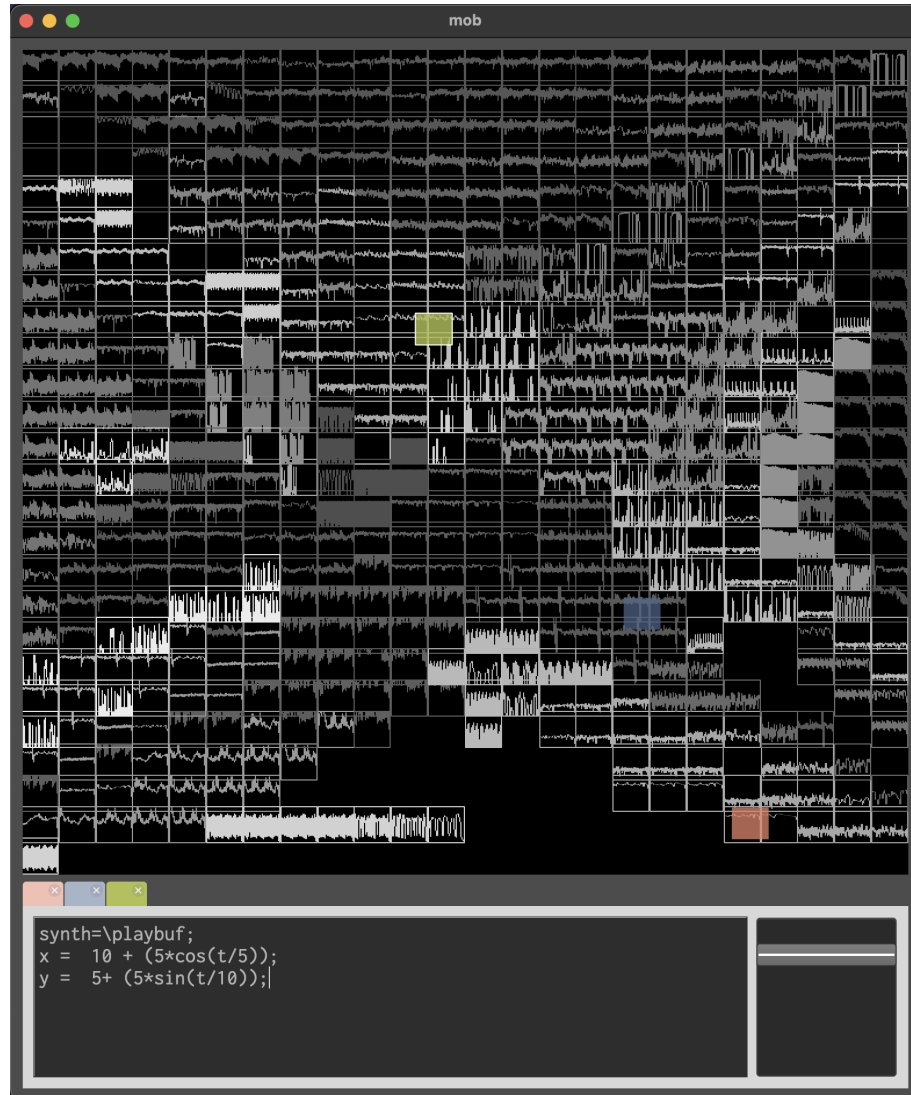 mob
synth=\playbuf;
x =  10 + (5*cos(t/5));
y =  5+ (5*sin(t/10));